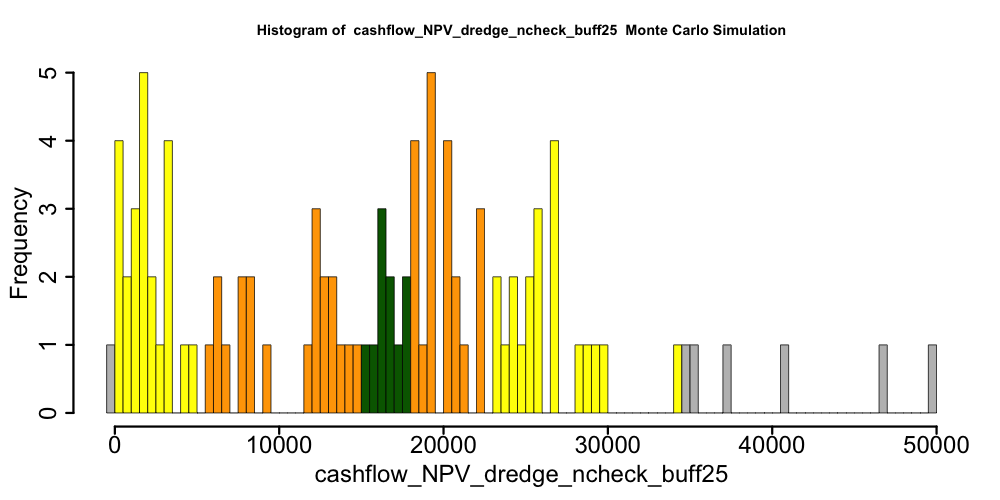 Histogram of  cashflow_NPV_dredge_ncheck_buff25  Monte Carlo Simulation
Frequency
5
4
3
2
1
0
0 10000 20000 30000 40000 50000
cashflow_NPV_dredge_ncheck_buff25